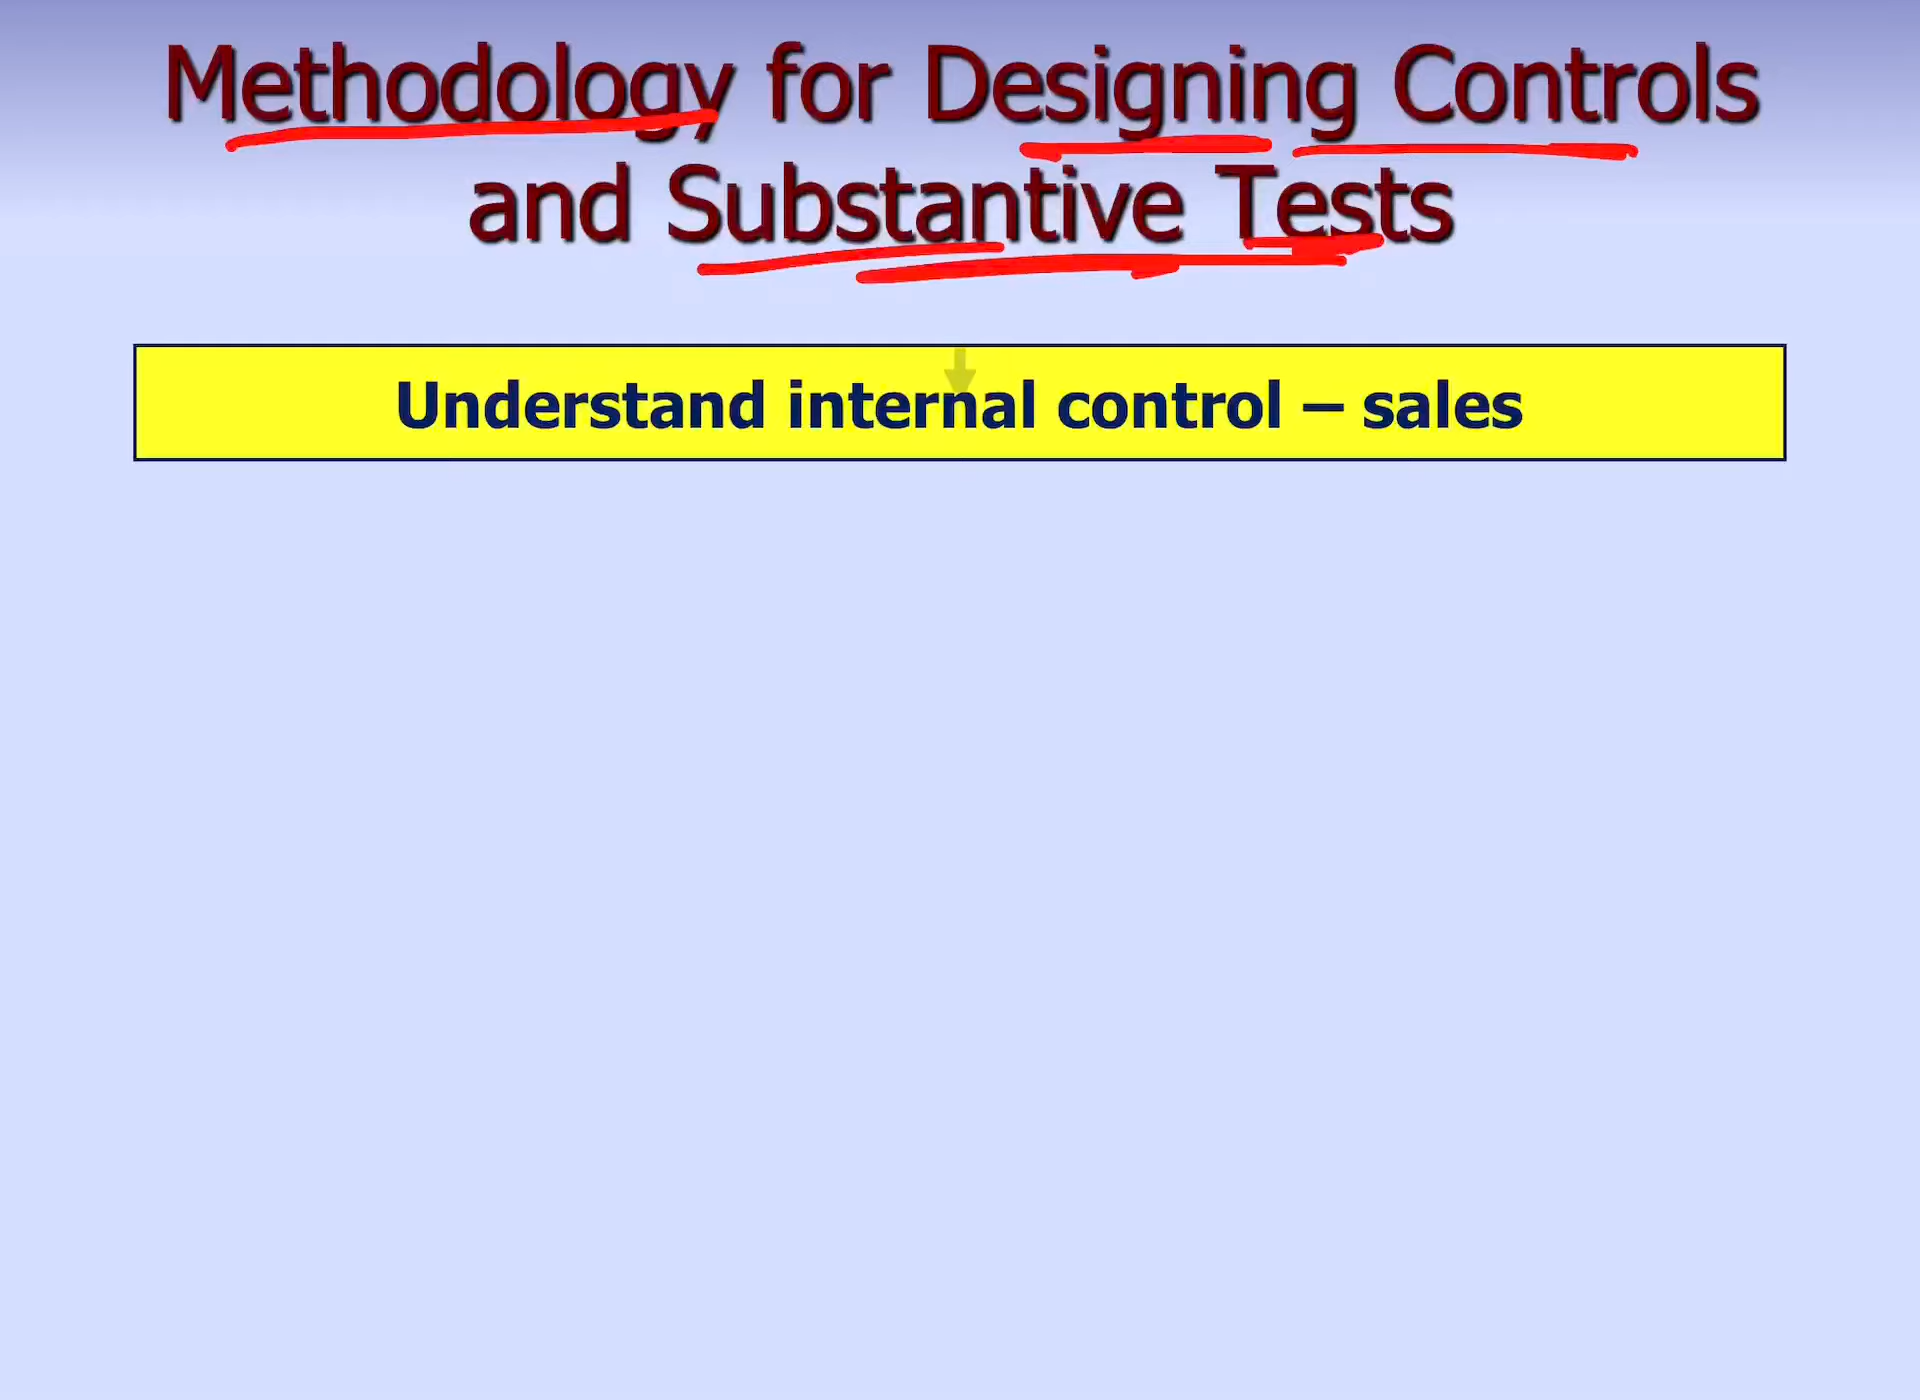 Methodology for Designing Controls
and Substantive Tests
Understand internal control – sales